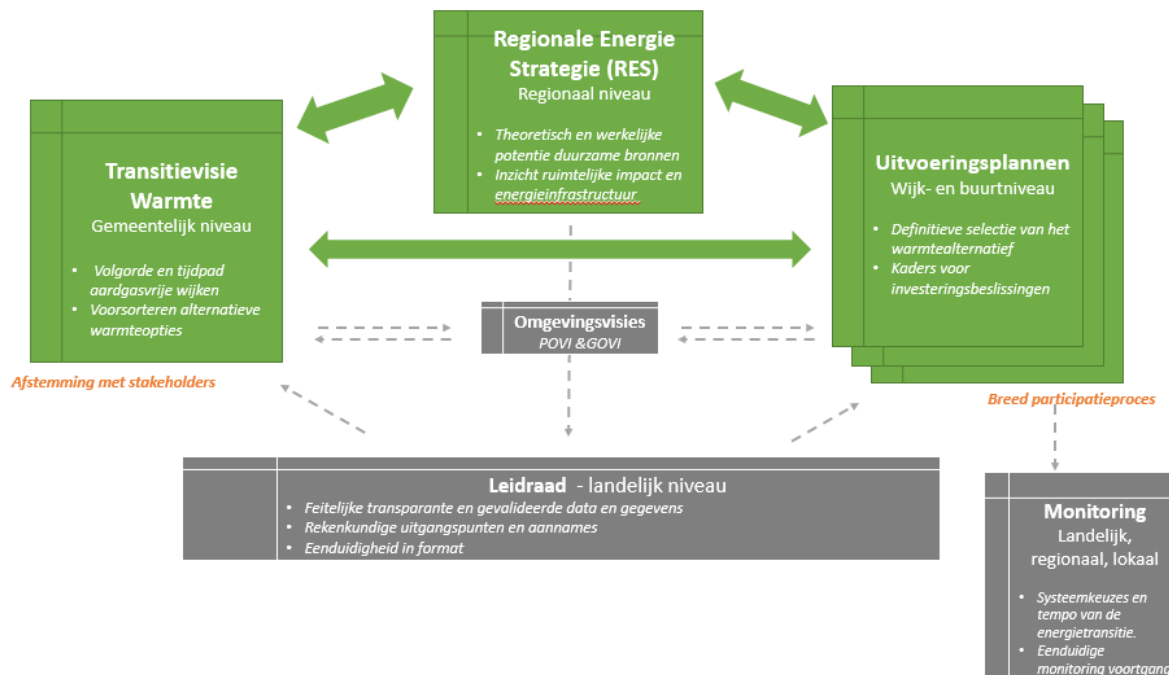 Regionale Energie
Strategie (RES)
Regionaal niveau
• Theoretisch en werkelijke
potentie duurzame bronnen
• Inzicht ruimtelijke impact en
energieinfrastructuur
Transitievisie
Warmte
Gemeentelijk niveau
• Volgorde en tijdpad
aardgasvrije wijken
• Voorsorteren alternatieve
warmteopties
Afstemming met stakeholders
Uitvoeringsplannen
Wijk- en buurtniveau
• Definitieve selectie van het
warmtealternatief
• Kaders voor
investeringsbeslissingen
Breed participatieproces
Omgevingsvisies
POVI &GOVI
Leidraad - landelijk niveau
• Feitelijke transparante en gevalideerde data en gegevens
• Rekenkundige uitgangspunten en aannames
• Eenduidigheid in format
Monitoring
Landelijk,
regionaal, lokaal
• Systeemkeuzes en
tempo van de
energietransitie.
• Eenduidige
monitoring voortgang